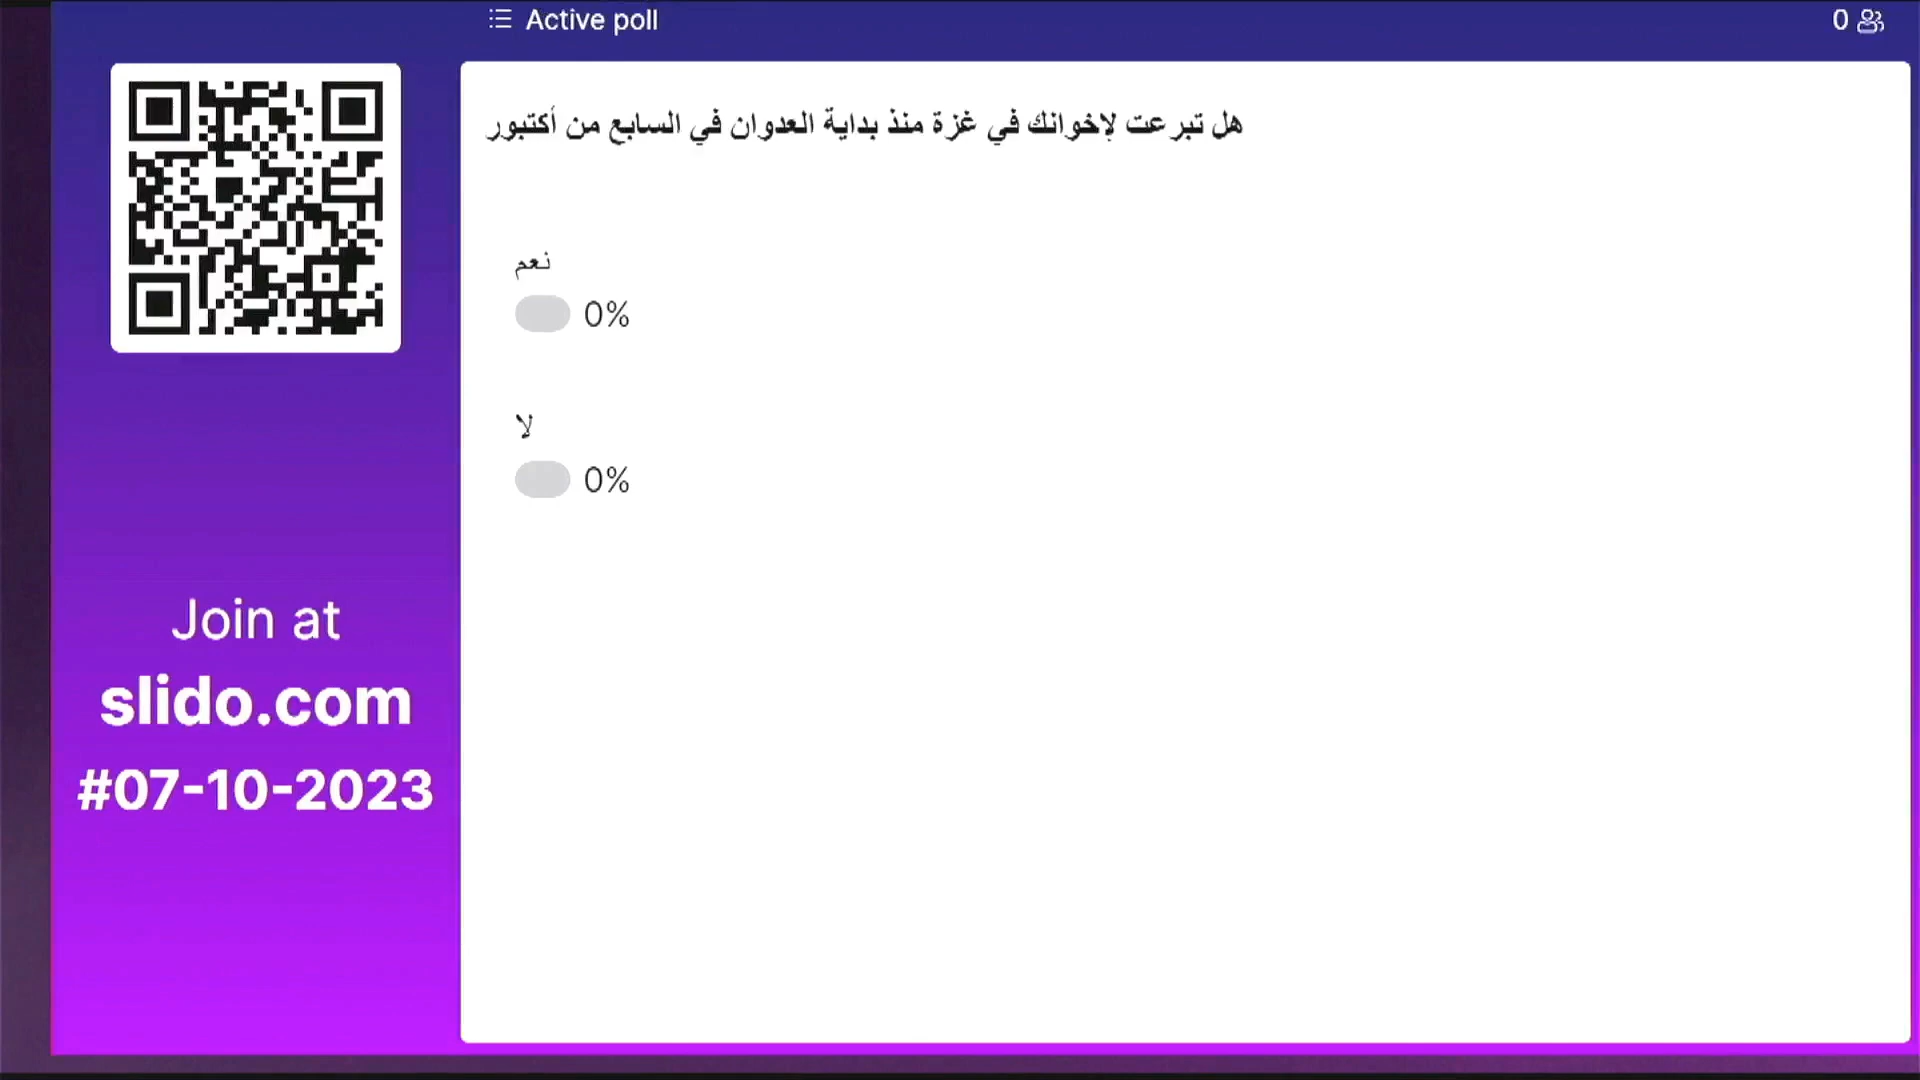 Active poll
0
هل تبرعت لإخوانك في غزة منذ بداية العدوان في السابع من أكتبور
نعم
0%
لا
0%
Join at
slido.com
#07-10-2023